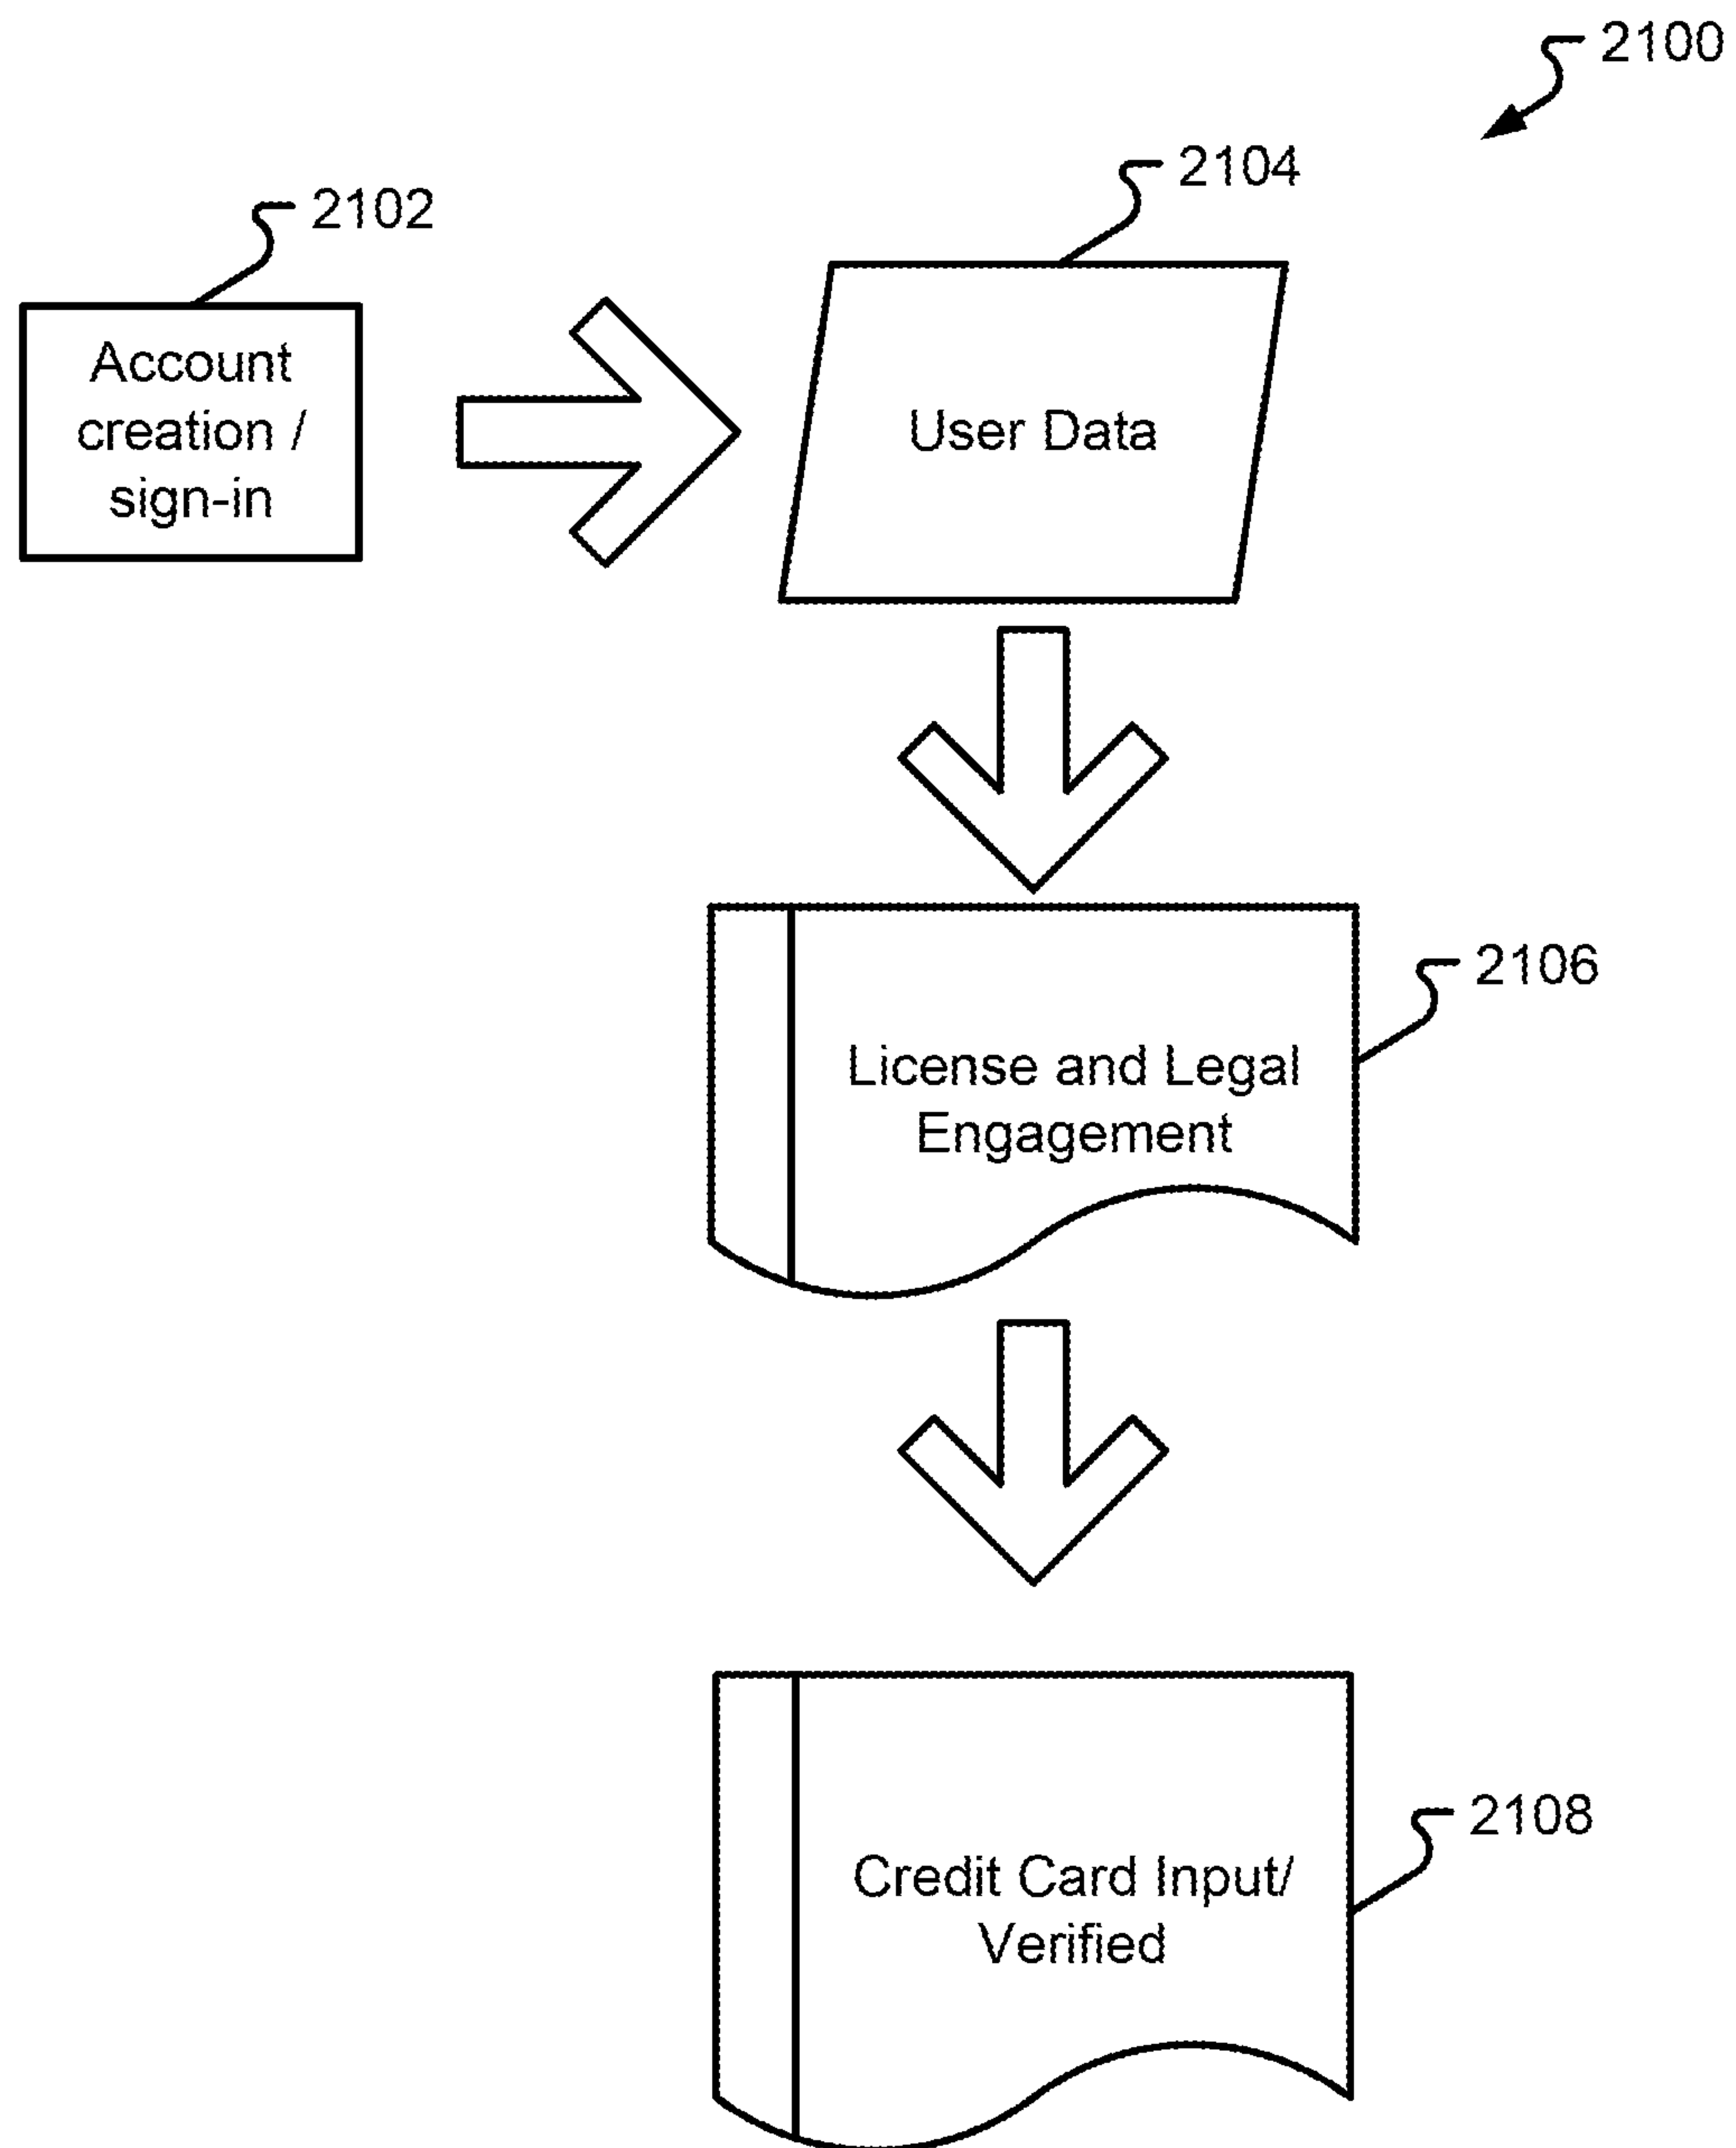 2100
2104
2102
Account
creation /
sign-in
User Data
2106
License and Legal
Engagement
2108
Credit Card Input/
Verified